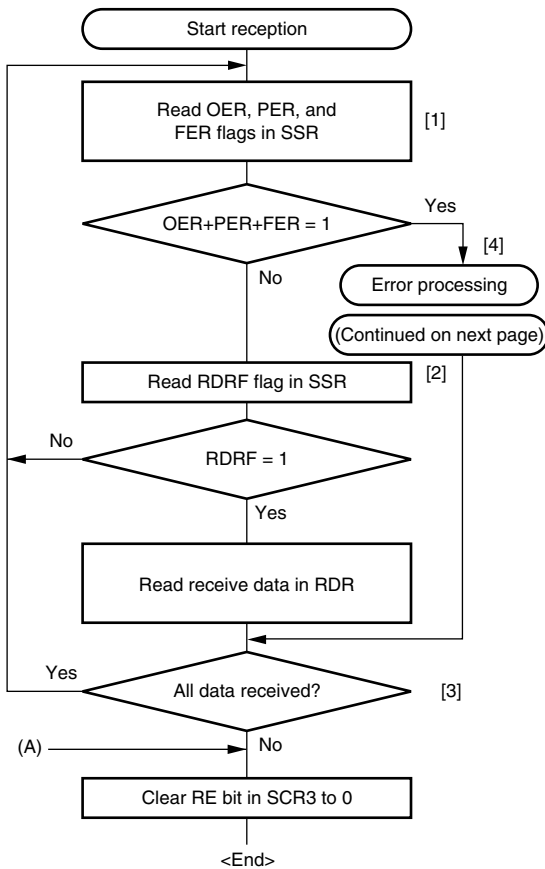 Start reception
Read OER, PER, and
FER flags in SSR
[1]
OER+PER+FER = 1
Yes
[4]
No
Error processing
(Continued on next page)
Read RDRF flag in SSR
[2]
No
RDRF = 1
Yes
Read receive data in RDR
Yes
All data received?
[3]
(A)
No
Clear RE bit in SCR3 to 0
<End>